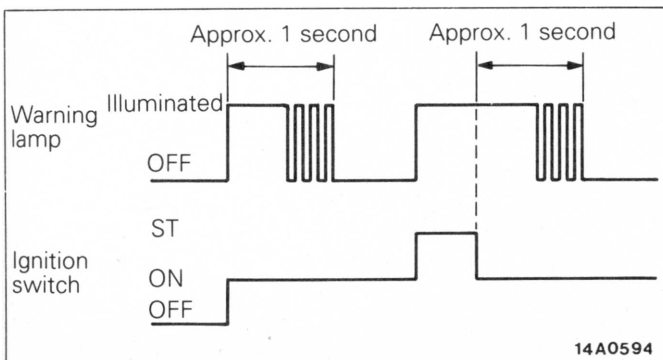 Approx. 1 second Approx. 1 second
Illuminated
Warning
lamp
OFF
ST
Ignition
switch
ON
OFF
14A0594